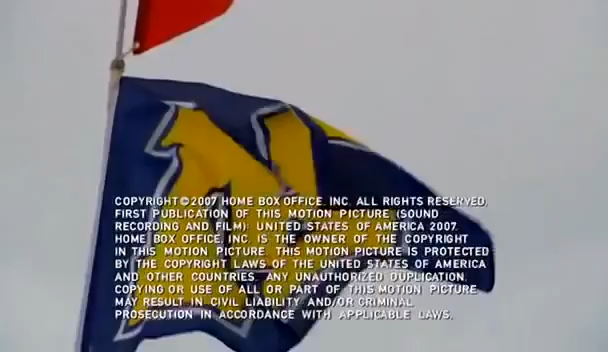 COPYRIGHT © 2007 HOME BOX OFFICE, INC. ALL RIGHTS RESERVED.
FIRST PUBLICATION OF THIS MOTION PICTURE (SOUND
RECORDING AND FILM): UNITED STATES OF AMERICA 2007.
HOME BOX OFFICE, INC. IS THE OWNER OF THE COPYRIGHT
IN THIS MOTION PICTURE. THIS MOTION PICTURE IS PROTECTED
BY THE COPYRIGHT LAWS OF THE UNITED STATES OF AMERICA
AND OTHER COUNTRIES. ANY UNAUTHORIZED DUPLICATION,
COPYING OR USE OF ALL OR PART OF THIS MOTION PICTURE
MAY RESULT IN CIVIL LIABILITY AND/OR CRIMINAL
PROSECUTION IN ACCORDANCE WITH APPLICABLE LAWS.